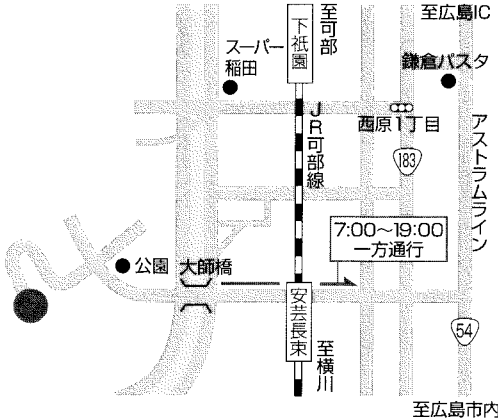 至広島IC
至可部
下祇園
スーパー
稲田
鎌倉パスタ
JR可部線
西原1丁目
183
アストラムライン
7:00〜19:00
一方通行
公園
大師橋
安芸長束
至横川
54
至広島市内